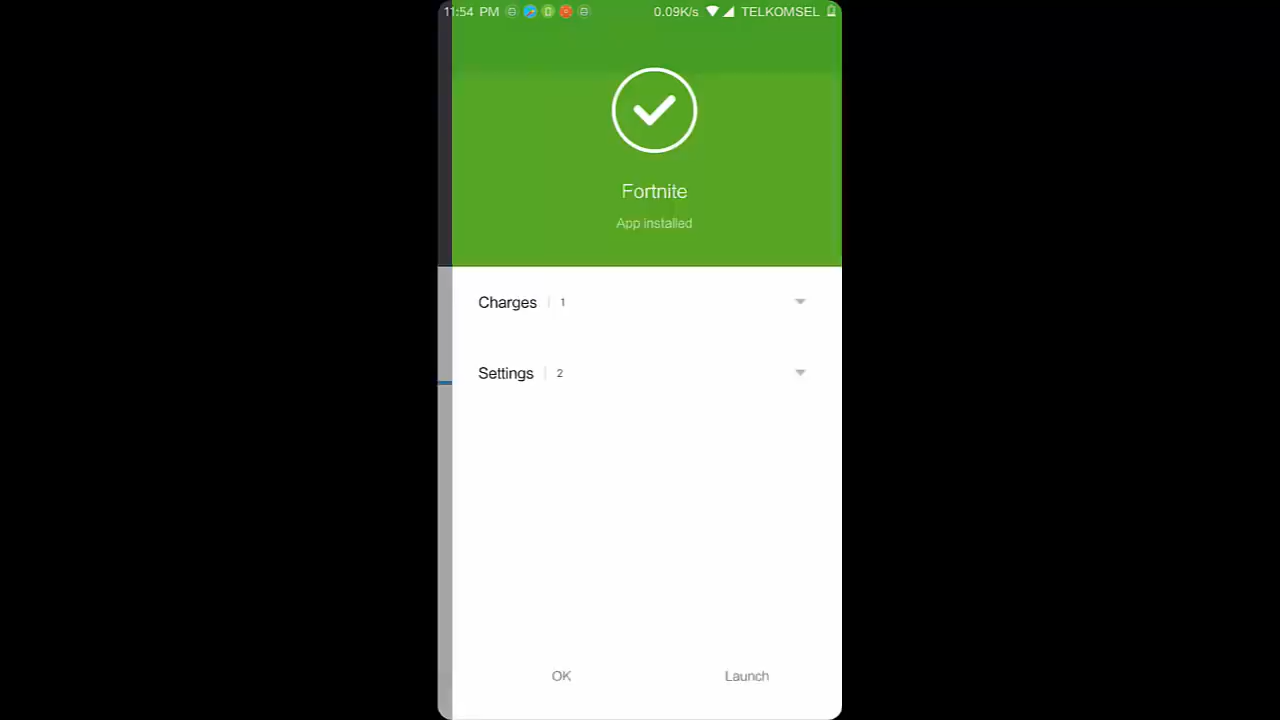 11:54 PM 0.09K/s TELKOMSEL
Fortnite
App installed
Charges 1
Settings 2
OK Launch